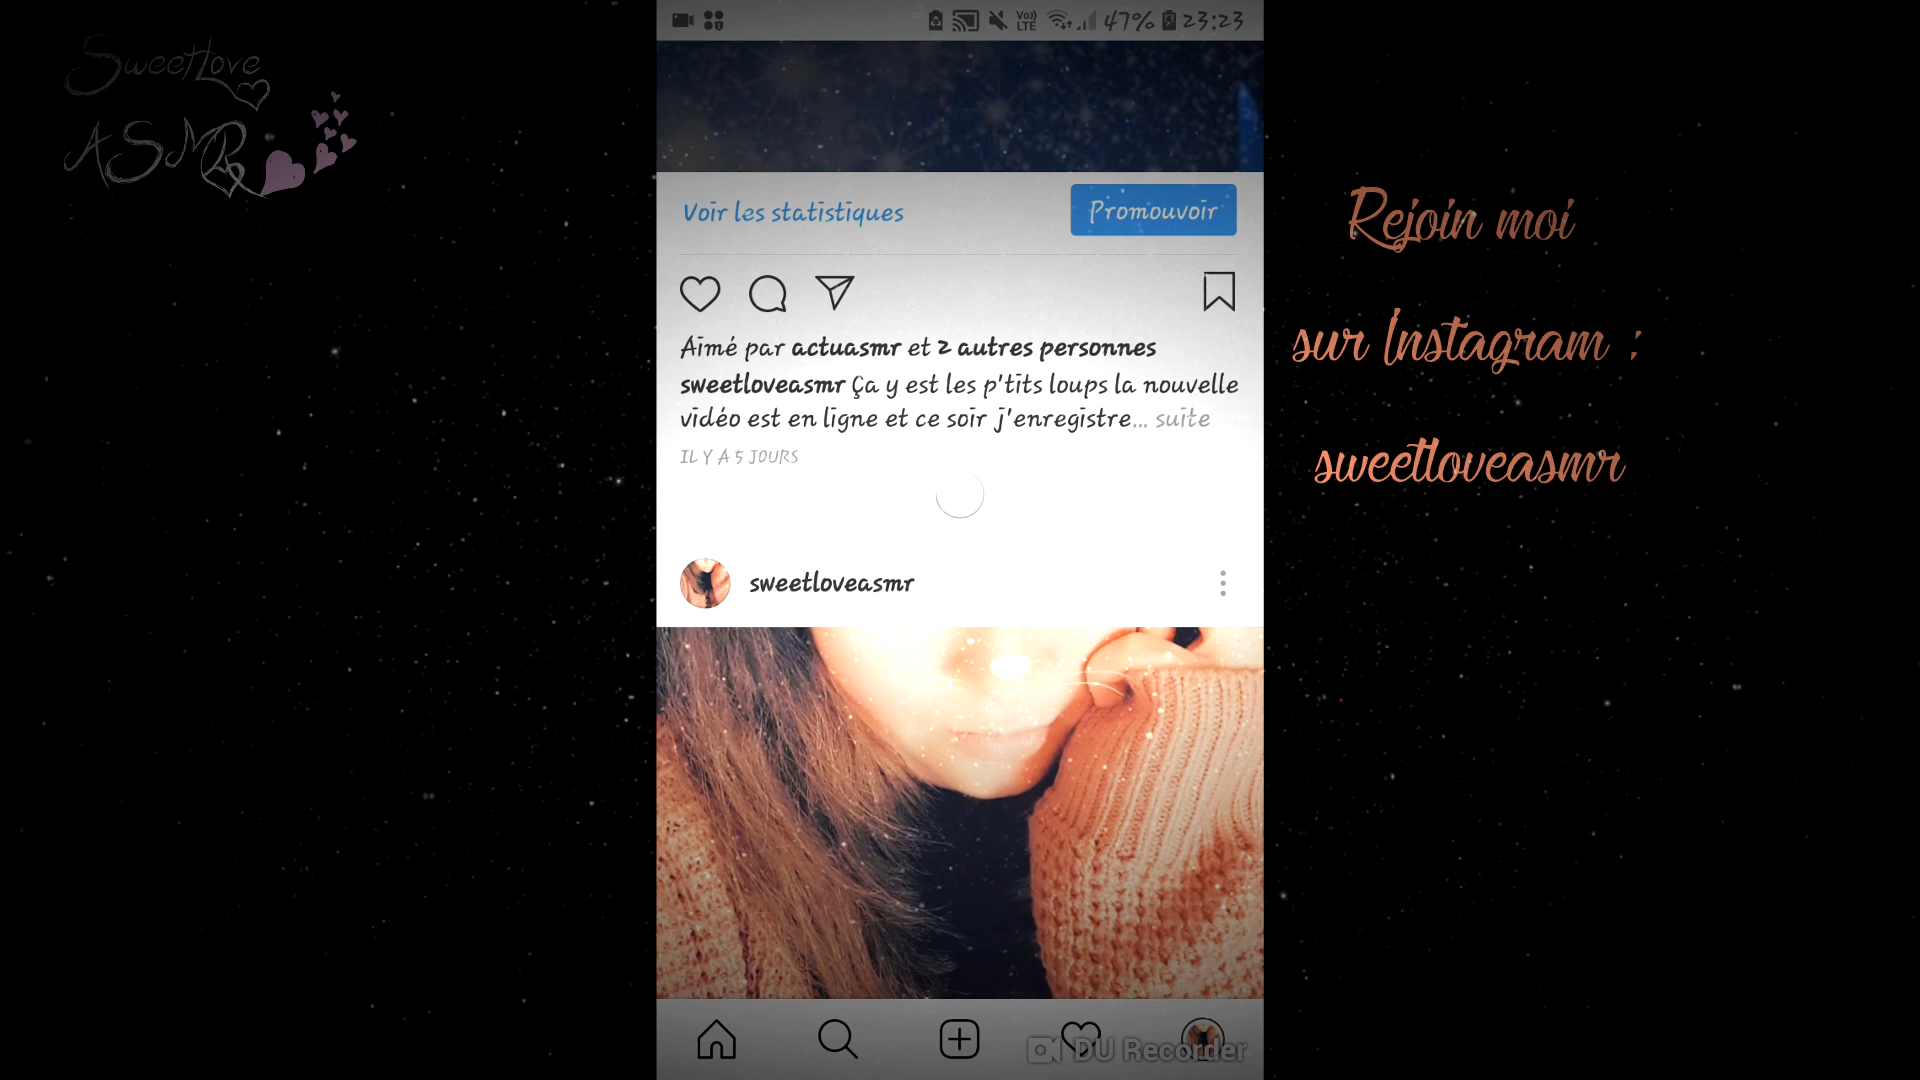 SweetLove
ASMR
47% 23:23
Vo))
LTE
Voir les statistiques
Promouvoir
Aimé par actuasmr et 2 autres personnes
sweetloveasmr Ça y est les p'tits loups la nouvelle
vidéo est en ligne et ce soir j'enregistre... suite
IL Y A 5 JOURS
sweetloveasmr
DU Recorder
Rejoin moi
sur Instagram :
sweetloveasmr